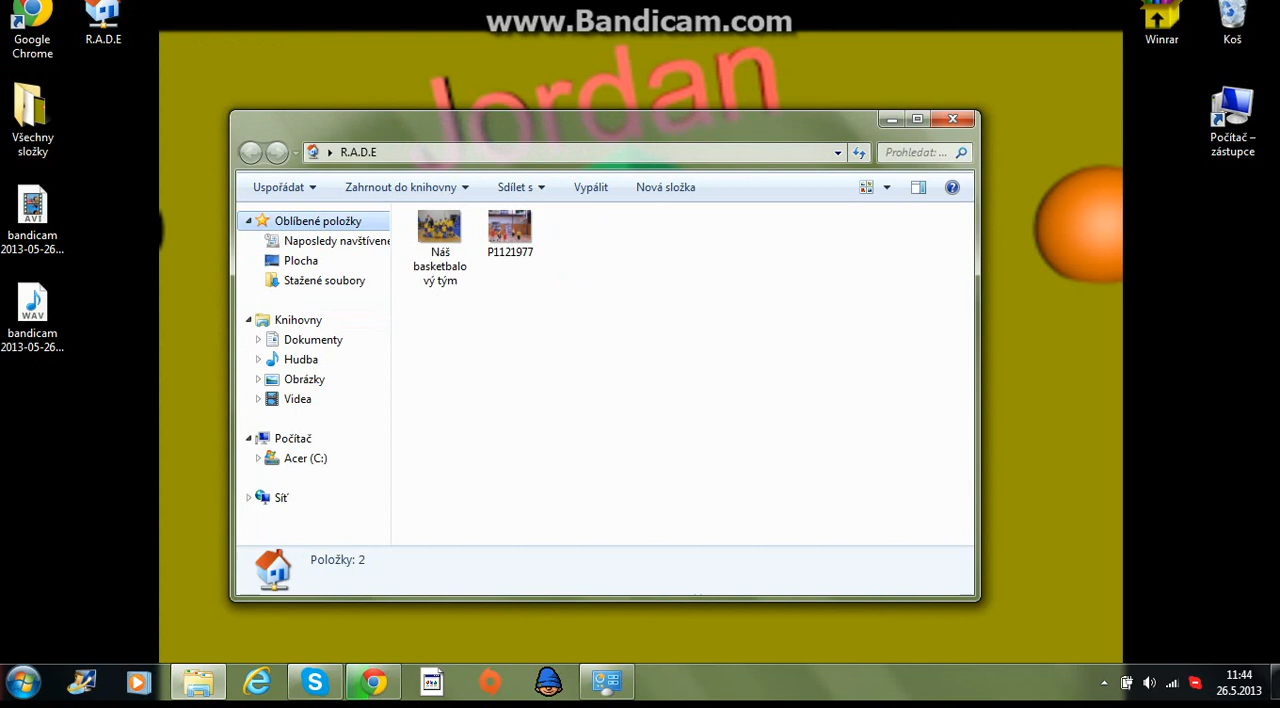 www.Bandicam.com
Google
Chrome
R.A.D.E
Winrar
Koš
Jordan
Všechny
složky
Počítač –
zástupce
AVI
bandicam
2013-05-26...
WAV
bandicam
2013-05-26...
R.A.D.E
Prohledat: ...
Uspořádat
Zahrnout do knihovny
Sdílet s
Vypálit
Nová složka
Oblíbené položky
Naposledy navštívené
Plocha
Stažené soubory
Knihovny
Dokumenty
Hudba
Obrázky
Videa
Počítač
Acer (C:)
Síť
Náš
basketbalo
vý tým
P1121977
Položky: 2
11:44
26.5.2013